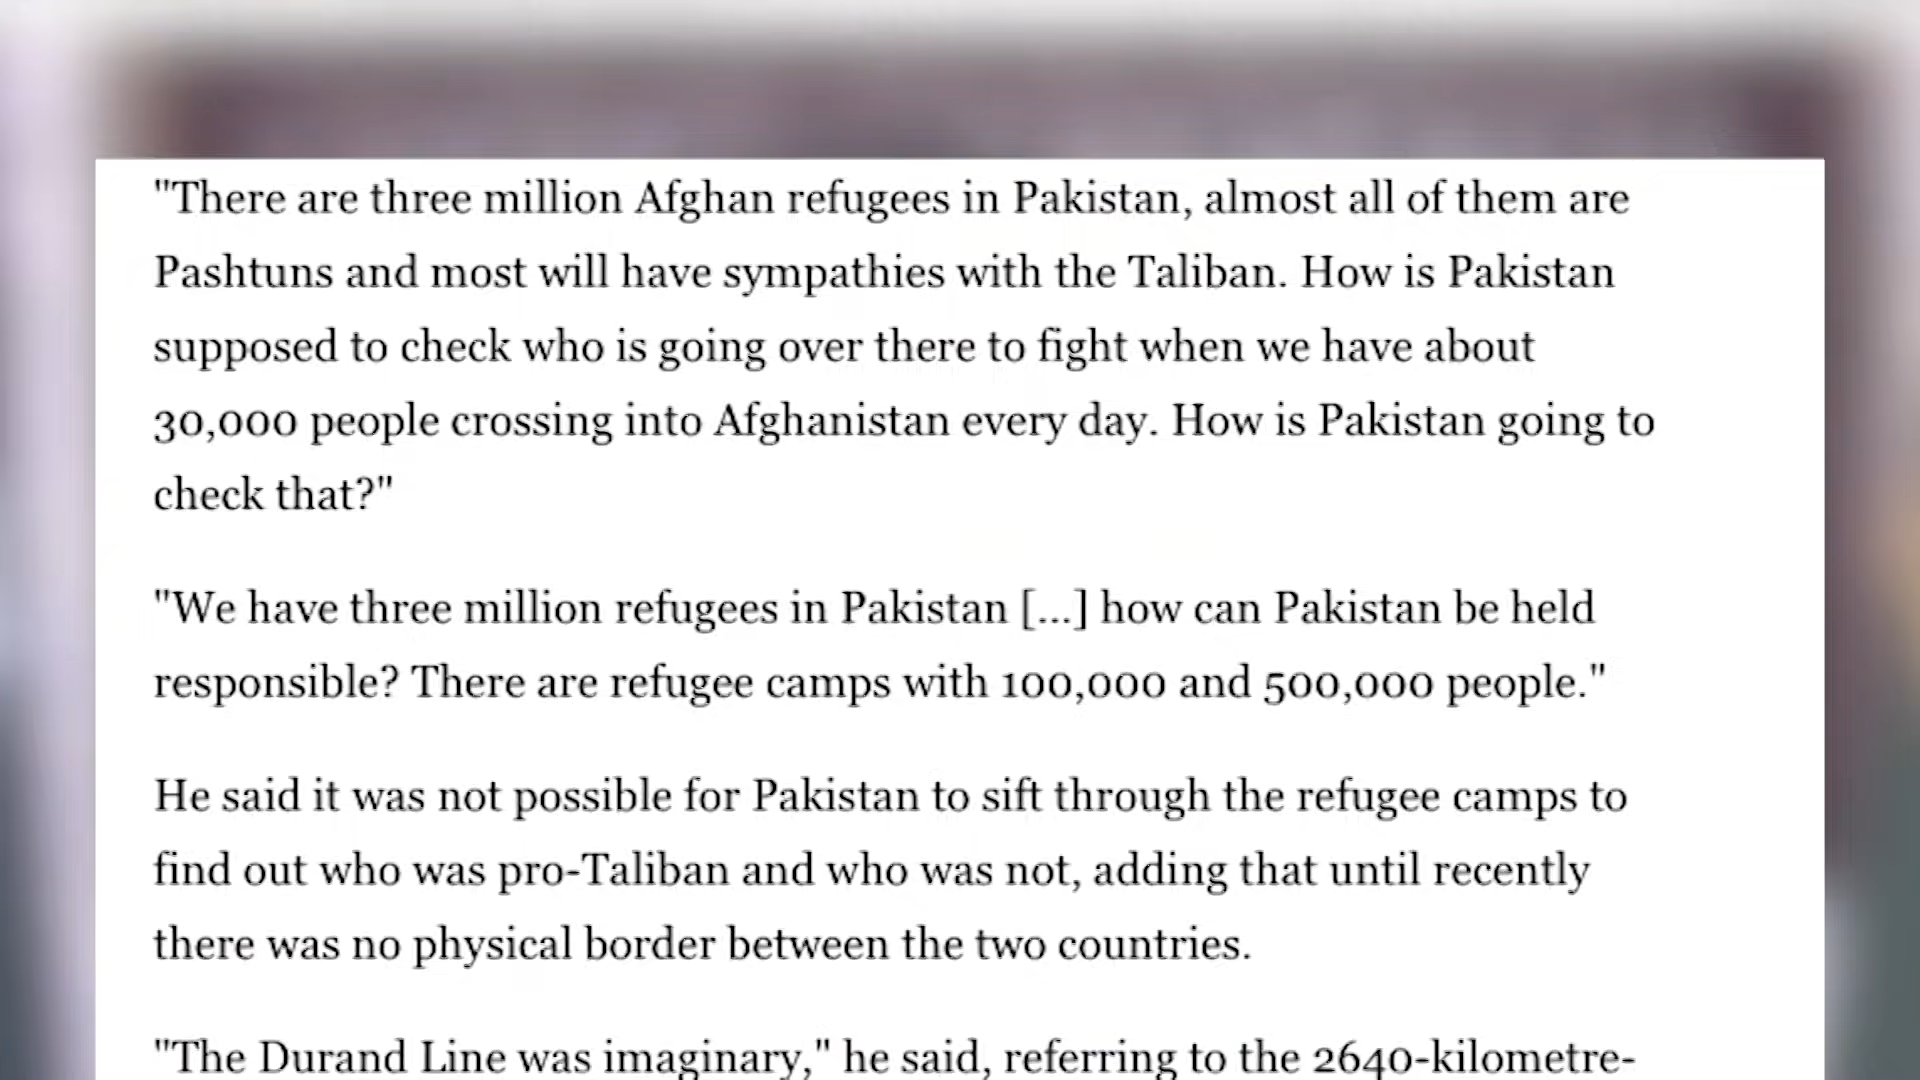 "There are three million Afghan refugees in Pakistan, almost all of them are
Pashtuns and most will have sympathies with the Taliban. How is Pakistan
supposed to check who is going over there to fight when we have about
30,000 people crossing into Afghanistan every day. How is Pakistan going to
check that?"
"We have three million refugees in Pakistan [...] how can Pakistan be held
responsible? There are refugee camps with 100,000 and 500,000 people."
He said it was not possible for Pakistan to sift through the refugee camps to
find out who was pro-Taliban and who was not, adding that until recently
there was no physical border between the two countries.
"The Durand Line was imaginary," he said, referring to the 2640-kilometre-